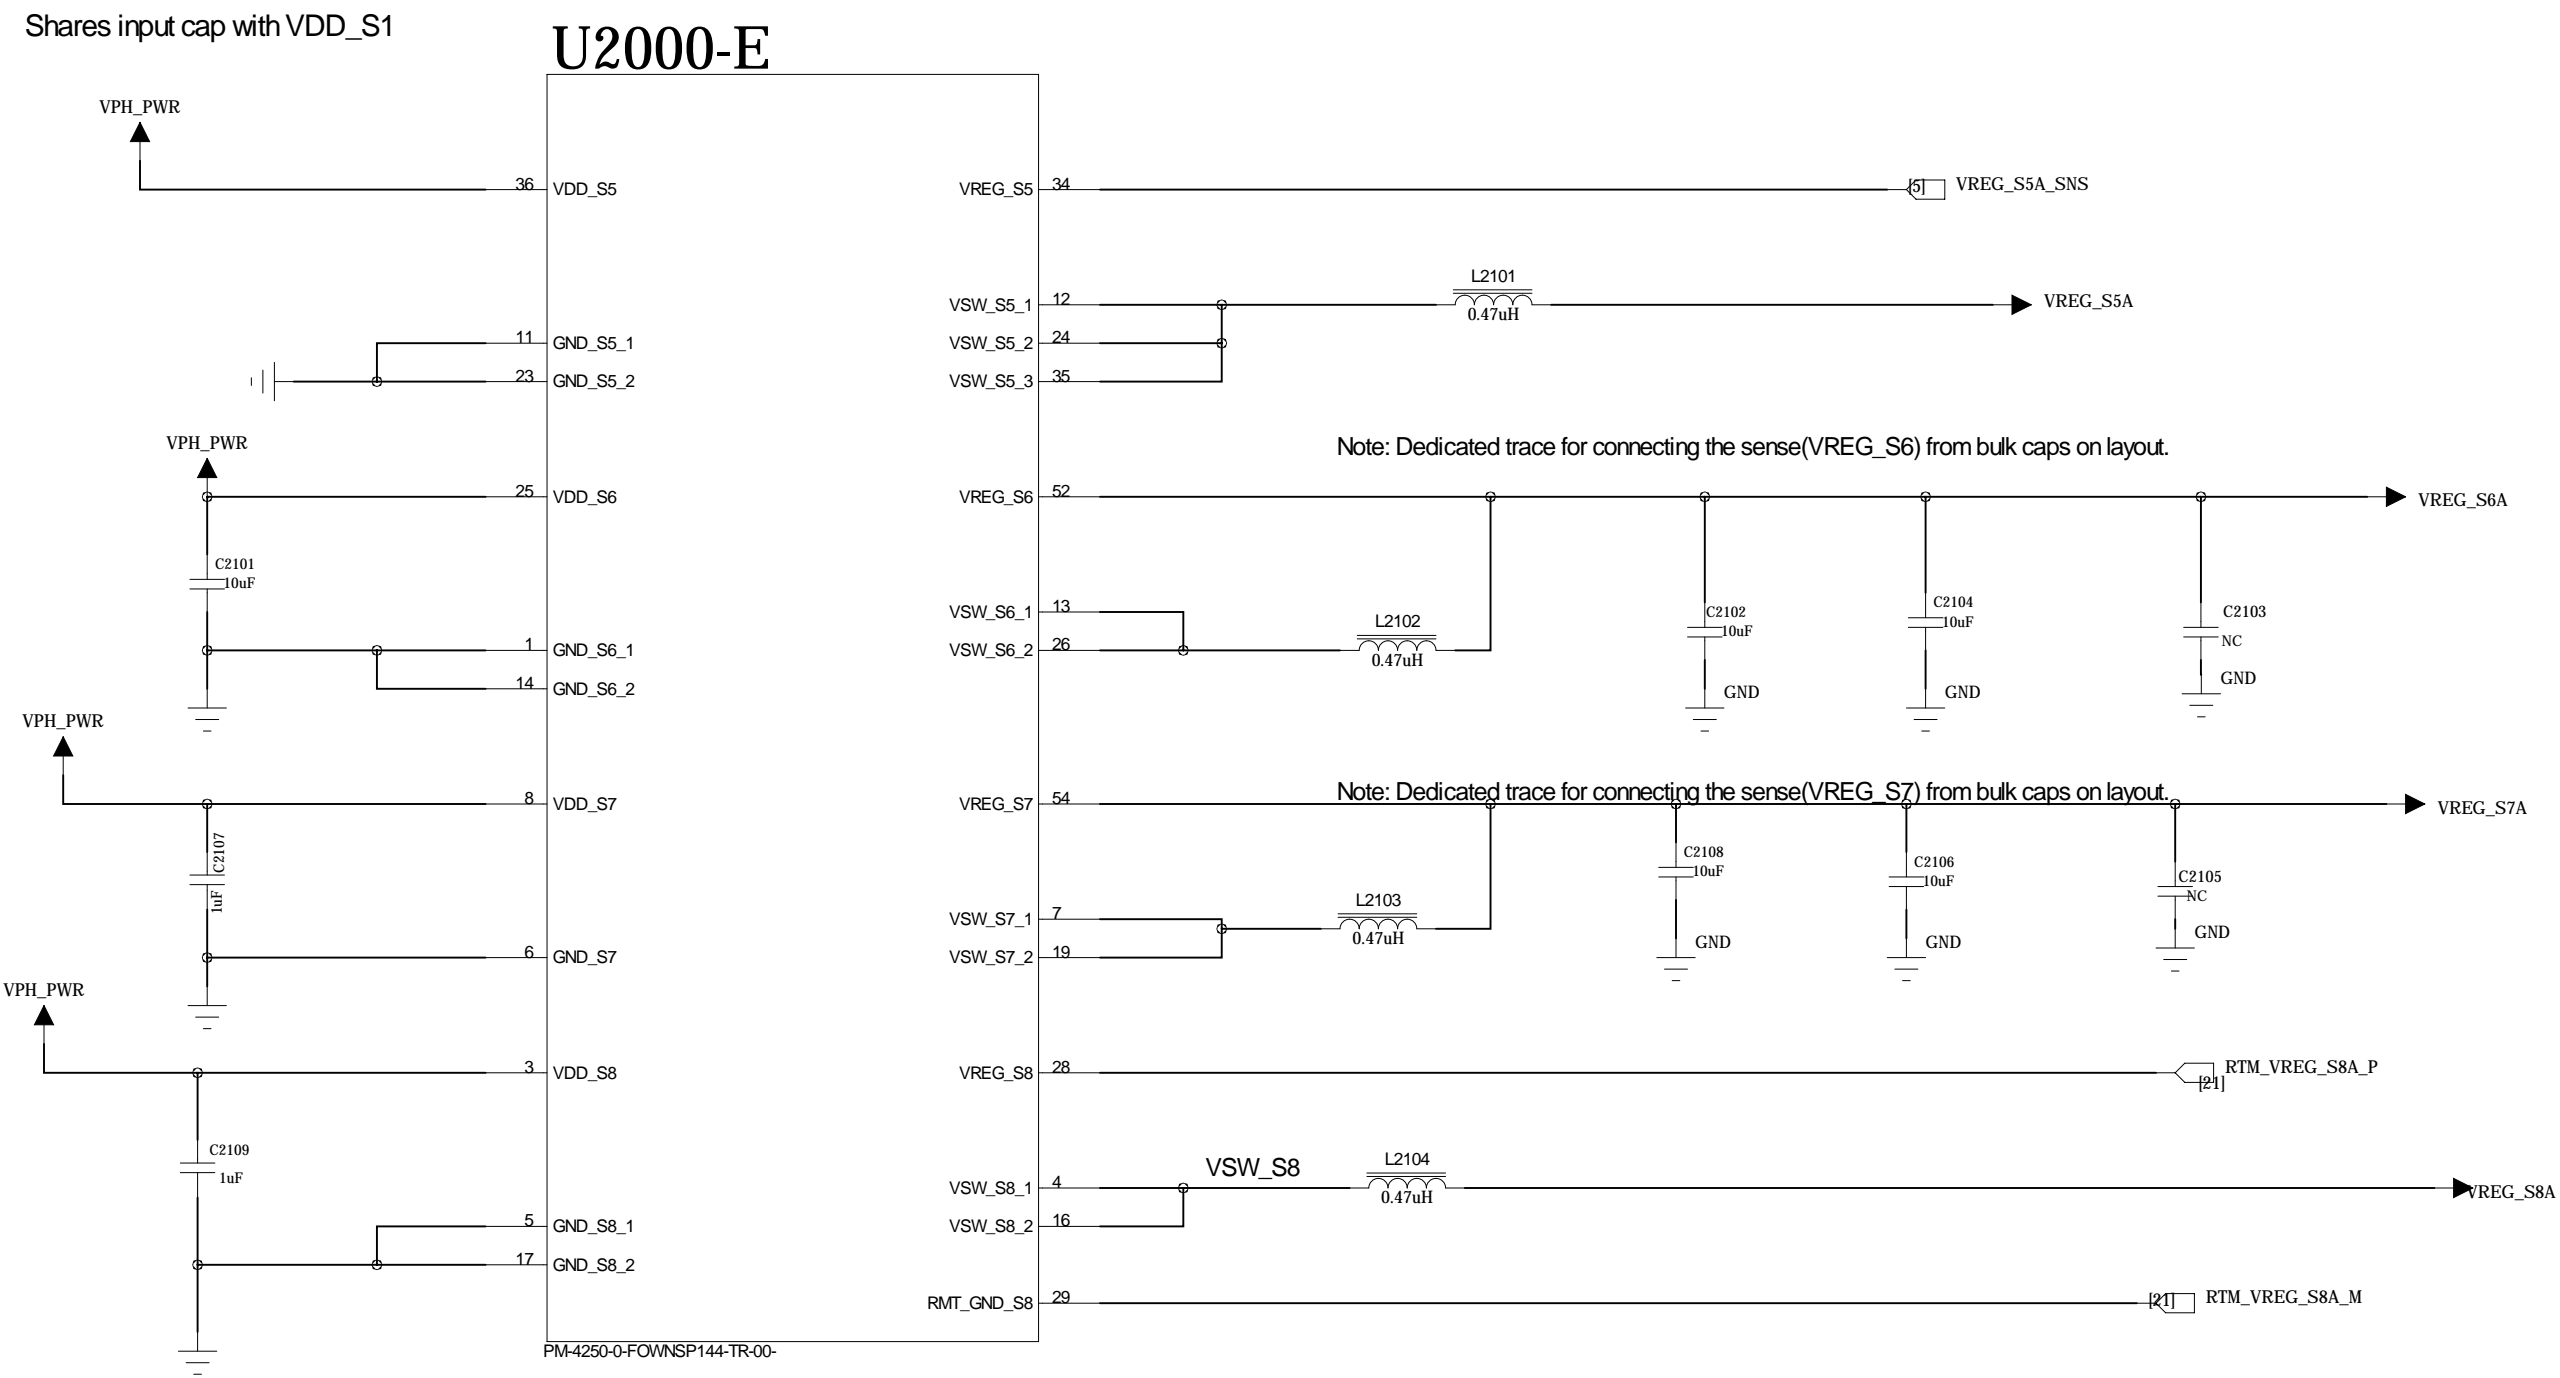 Shares input cap with VDD_S1
U2000-E
VPH_PWR
36 VDD_S5
VREG_S5 34
[5] VREG_S5A_SNS
L2101
0.47uH
VSW_S5_1 12
VREG_S5A
11 GND_S5_1
VSW_S5_2 24
23 GND_S5_2
VSW_S5_3 35
VPH_PWR
Note: Dedicated trace for connecting the sense(VREG_S6) from bulk caps on layout.
25 VDD_S6
VREG_S6 52
VREG_S6A
C2101
10uF
VSW_S6_1 13
L2102
0.47uH
C2102
10uF
C2104
10uF
C2103
NC
1 GND_S6_1
VSW_S6_2 26
14 GND_S6_2
GND
GND
GND
VPH_PWR
Note: Dedicated trace for connecting the sense(VREG_S7) from bulk caps on layout.
8 VDD_S7
VREG_S7 54
VREG_S7A
C2107
1uF
C2108
10uF
C2106
10uF
C2105
NC
L2103
0.47uH
VSW_S7_1 7
6 GND_S7
VSW_S7_2 19
GND
GND
GND
VPH_PWR
3 VDD_S8
VREG_S8 28
RTM_VREG_S8A_P
[21]
C2109
1uF
VSW_S8
L2104
0.47uH
VSW_S8_1 4
VREG_S8A
5 GND_S8_1
VSW_S8_2 16
17 GND_S8_2
RMT_GND_S8 29
[21] RTM_VREG_S8A_M
PM-4250-0-FOWNSP144-TR-00-